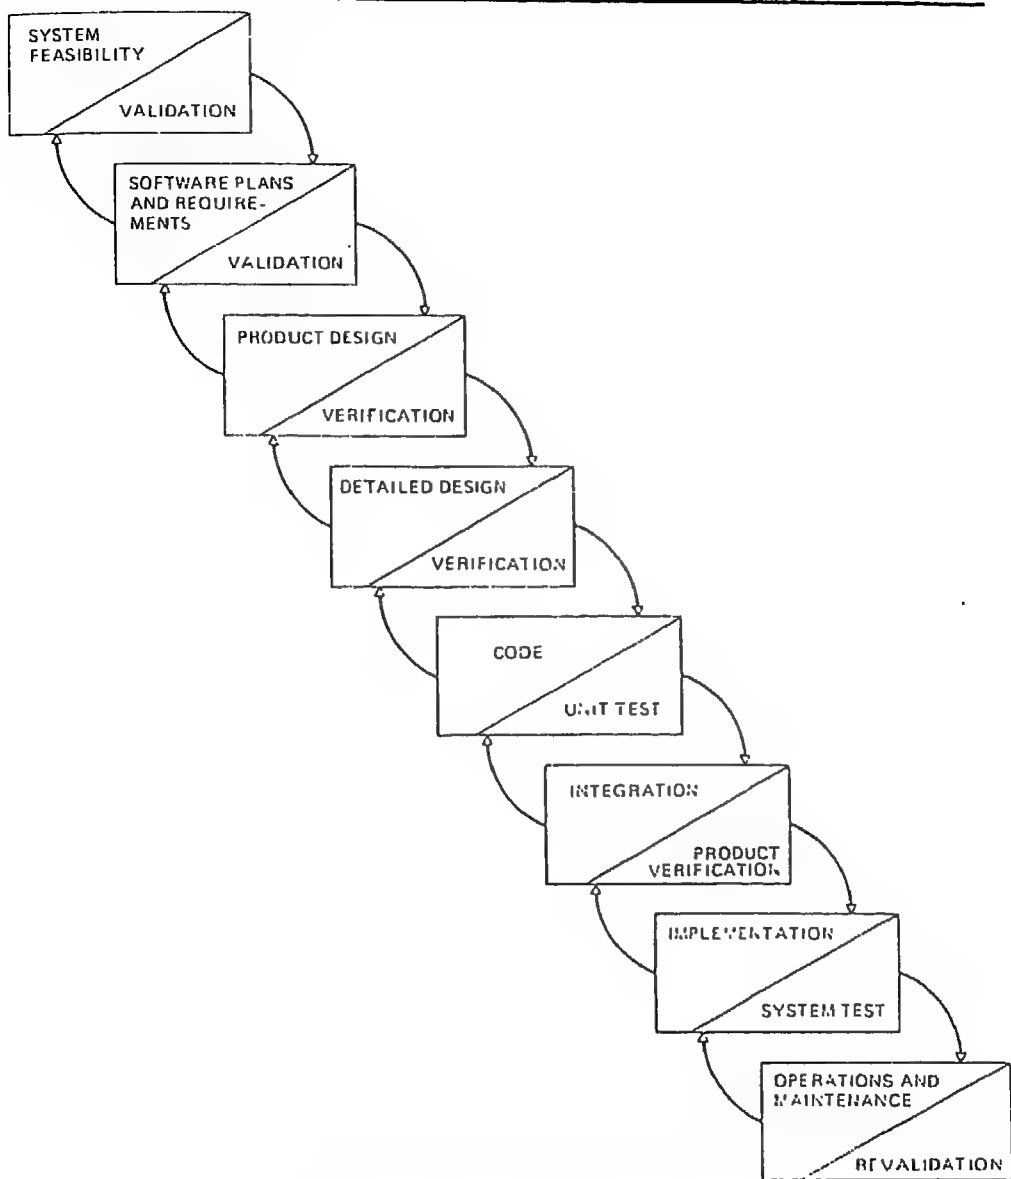 SYSTEM
FEASIBILITY
VALIDATION
SOFTWARE PLANS
AND REQUIRE-
MENTS
VALIDATION
PRODUCT DESIGN
VERIFICATION
DETAILED DESIGN
VERIFICATION
CODE
UNIT TEST
INTEGRATION
PRODUCT
VERIFICATION
IMPLEMENTATION
SYSTEM TEST
OPERATIONS AND
MAINTENANCE
REVALIDATION